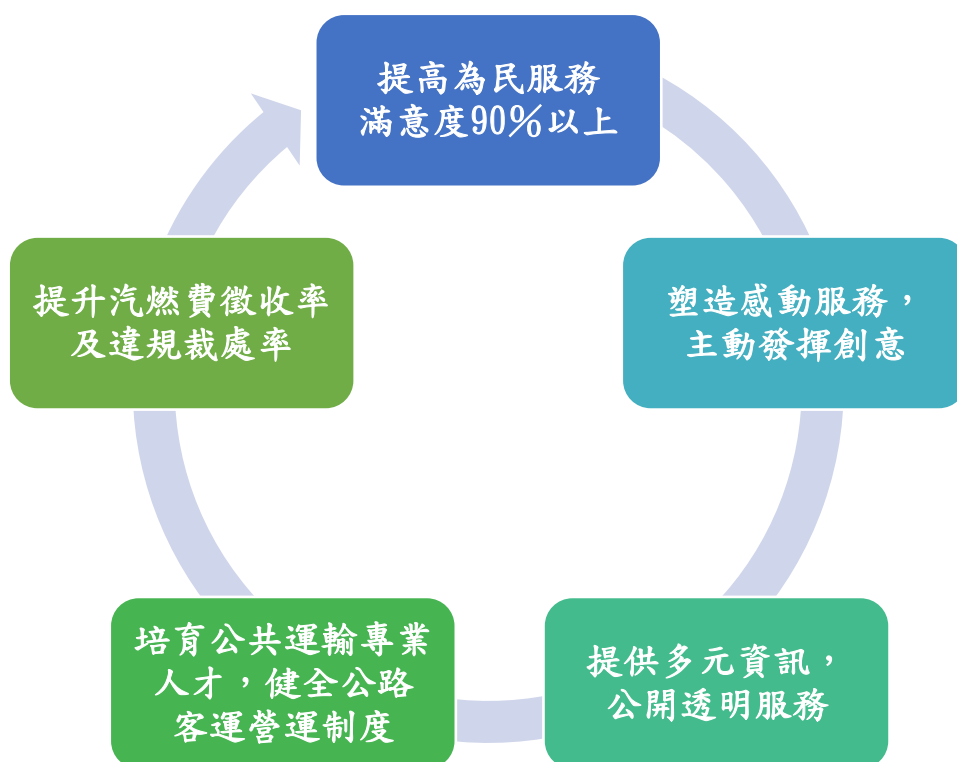 提高為民服務
滿意度90%以上
塑造感動服務，
主動發揮創意
提供多元資訊，
公開透明服務
培育公共運輸專業
人才，健全公路
客運營運制度
提升汽燃費徵收率
及違規裁處率